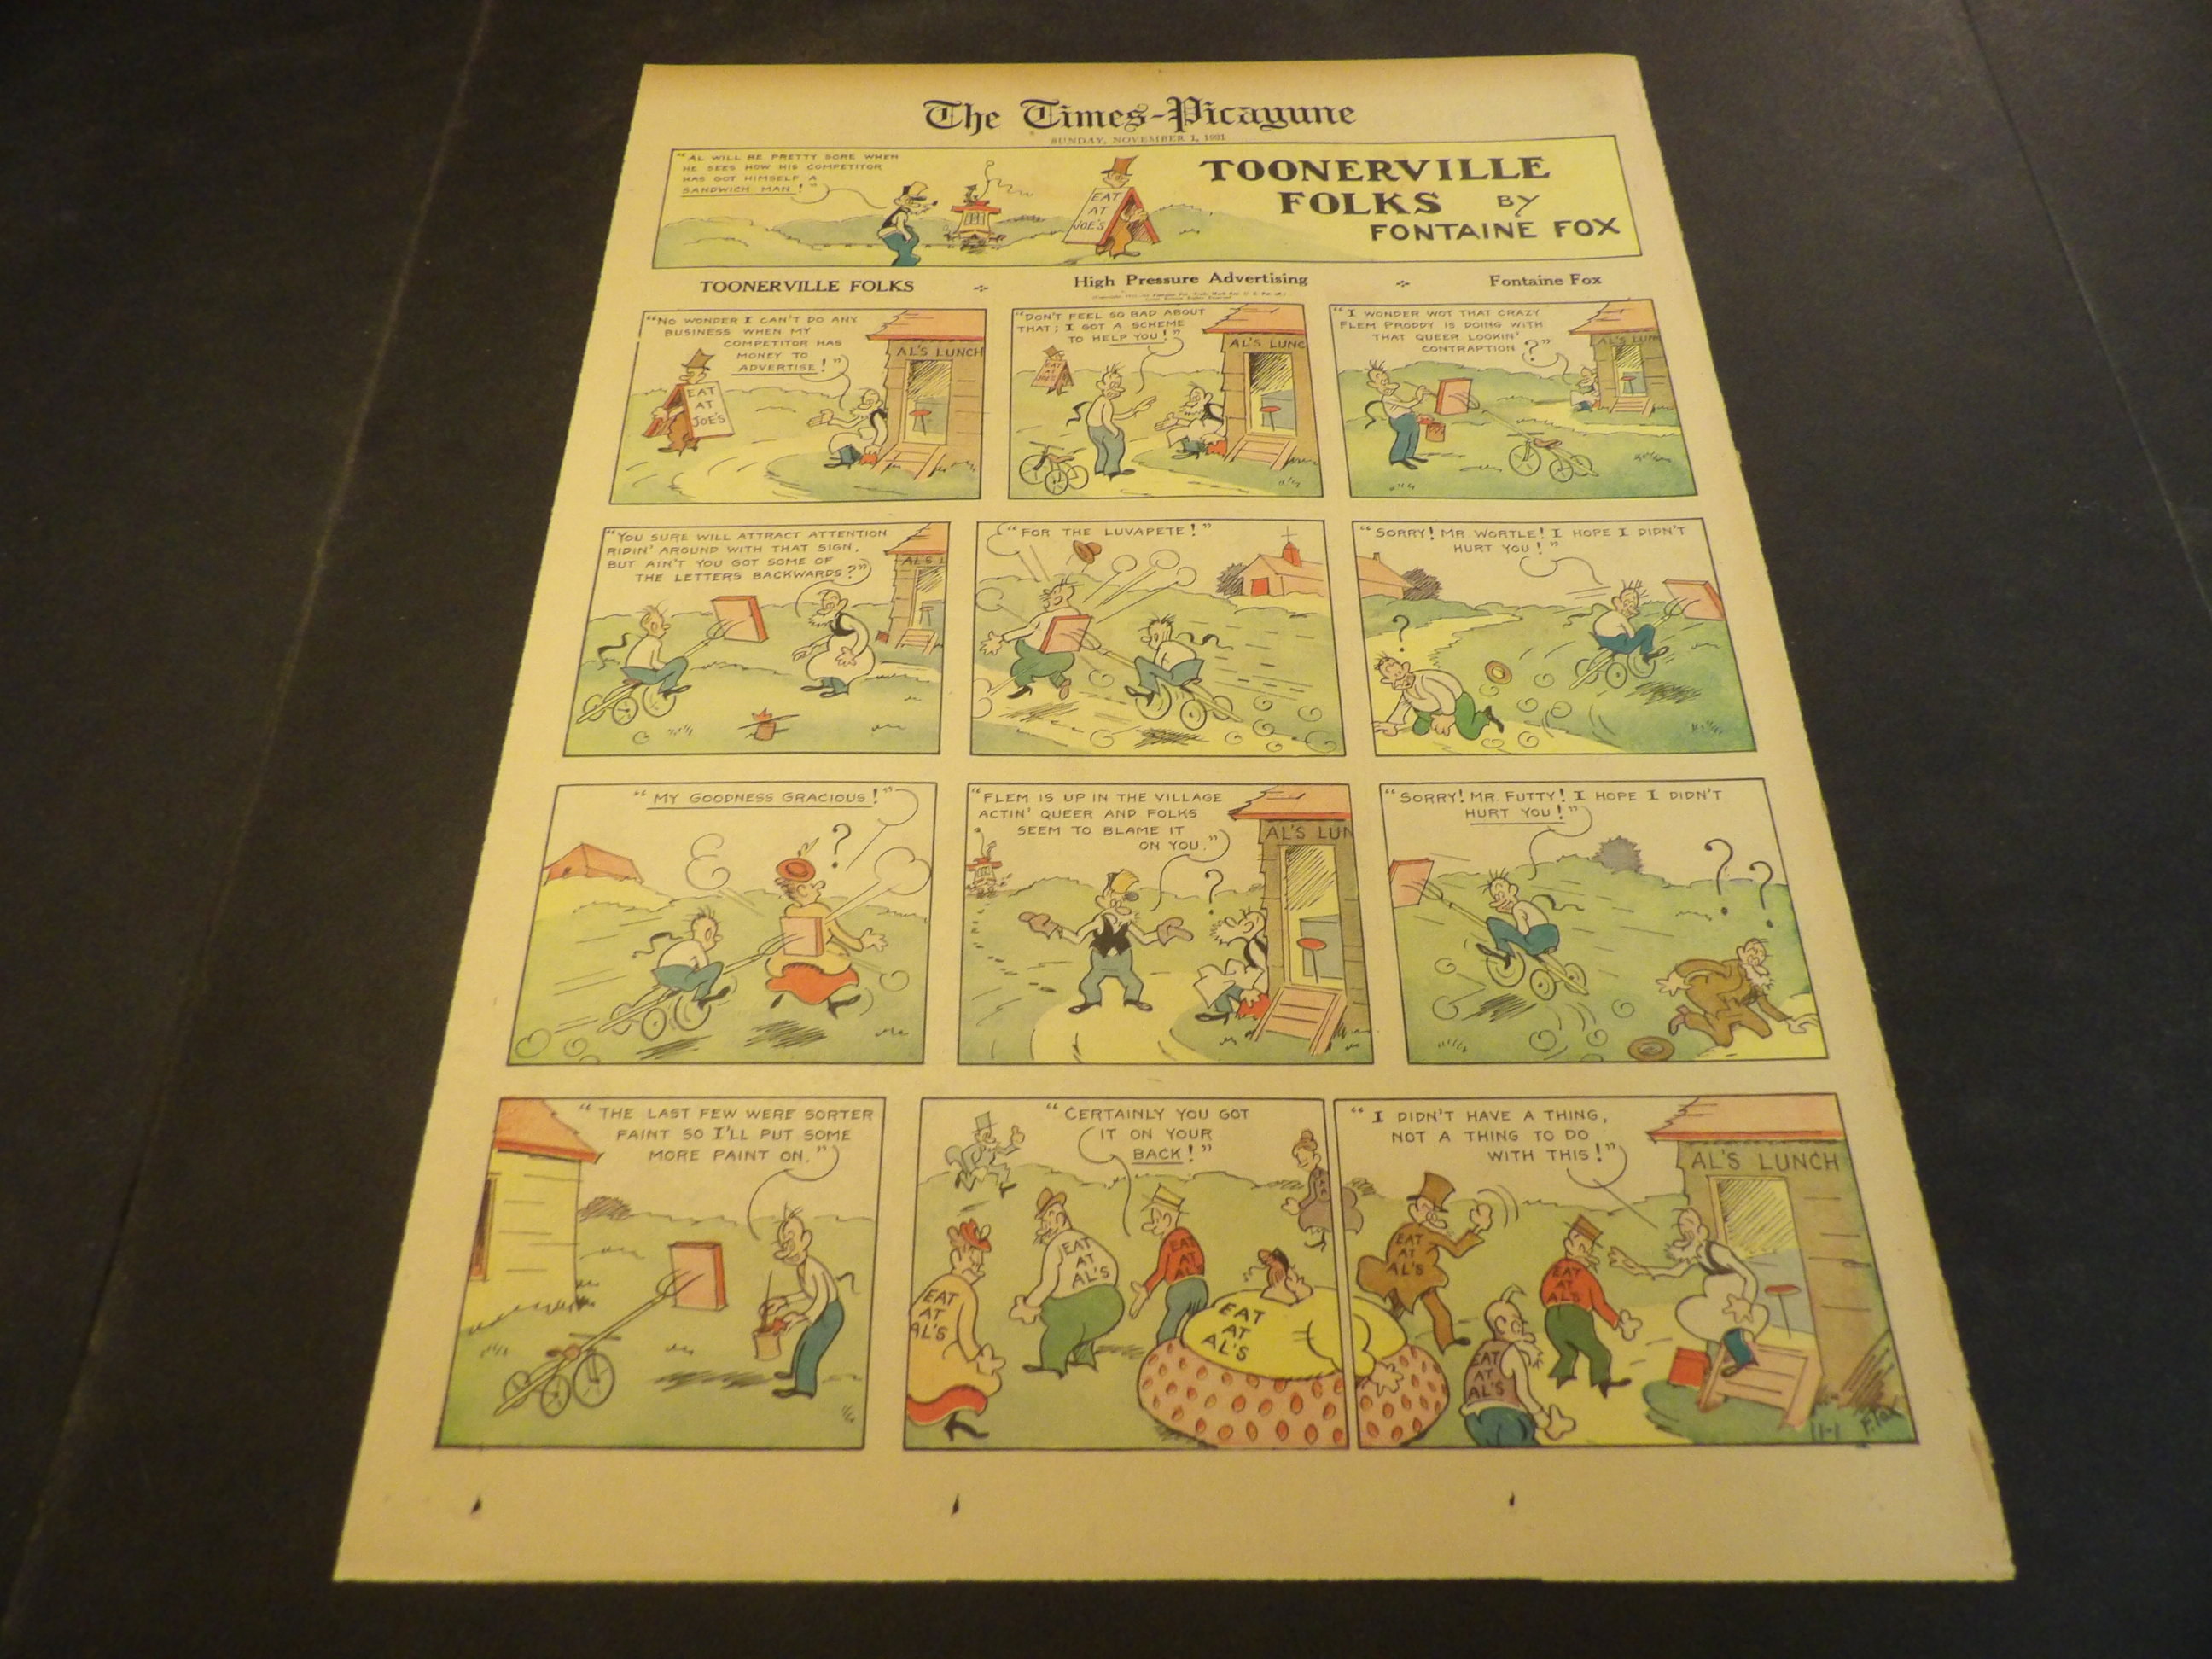 The Times-Picayune
SUNDAY, NOVEMBER 1, 1931
"AL WILL BE PRETTY SORE WHEN
HE SEES HOW HIS COMPETITOR
HAS GOT HIMSELF A
SANDWICH MAN!"
EAT
AT
JOE'S
TOONERVILLE
FOLKS BY
FONTAINE FOX
TOONERVILLE FOLKS
High Pressure Advertising
Fontaine Fox
"NO WONDER I CAN'T DO ANY
BUSINESS WHEN MY
COMPETITOR HAS
MONEY TO
ADVERTISE!"
EAT
AT
JOE'S
AL'S LUNCH
"DON'T FEEL SO BAD ABOUT
THAT; I GOT A SCHEME
TO HELP YOU!"
EAT
AT
JOE'S
AL'S LUNC
"I WONDER WOT THAT CRAZY
FLEM PRODDY IS DOING WITH
THAT QUEER LOOKIN'
CONTRAPTION?"
AL'S LUN
"YOU SURE WILL ATTRACT ATTENTION
RIDIN' AROUND WITH THAT SIGN,
BUT AIN'T YOU GOT SOME OF
THE LETTERS BACKWARDS?"
AL'S L
"FOR THE LUVAPETE!"
"SORRY! MR WORTLE! I HOPE I DIDN'T
HURT YOU!"
?
"MY GOODNESS GRACIOUS!"
?
"FLEM IS UP IN THE VILLAGE
ACTIN' QUEER AND FOLKS
SEEM TO BLAME IT
ON YOU."
?
AL'S LUN
"SORRY! MR. FUTTY! I HOPE I DIDN'T
HURT YOU!"
? ?
"THE LAST FEW WERE SORTER
FAINT SO I'LL PUT SOME
MORE PAINT ON."
"CERTAINLY YOU GOT
IT ON YOUR
BACK!"
EAT
AT
AL'S
EAT
AT
AL'S
EAT
AT
AL'S
EAT
AT
AL'S
"I DIDN'T HAVE A THING,
NOT A THING TO DO
WITH THIS!"
AL'S LUNCH
EAT
AT
AL'S
EAT
AT
AL'S
EAT
AT
AL'S
11-1 F. Fox